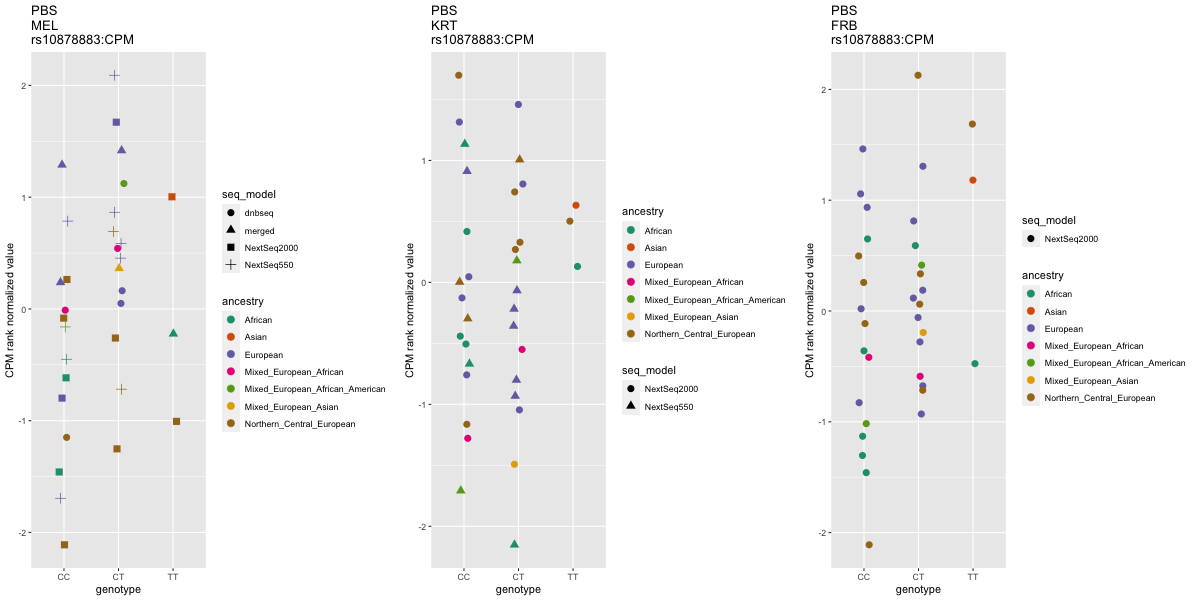 PBS
MEL
rs10878883:CPM
CPM rank normalized value
2
1
0
-1
-2
CC
CT
TT
genotype
seq_model
dnbseq
merged
NextSeq2000
NextSeq550
ancestry
African
Asian
European
Mixed_European_African
Mixed_European_African_American
Mixed_European_Asian
Northern_Central_European
PBS
KRT
rs10878883:CPM
CPM rank normalized value
1
0
-1
-2
CC
CT
TT
genotype
ancestry
African
Asian
European
Mixed_European_African
Mixed_European_African_American
Mixed_European_Asian
Northern_Central_European
seq_model
NextSeq2000
NextSeq550
PBS
FRB
rs10878883:CPM
CPM rank normalized value
2
1
0
-1
-2
CC
CT
TT
genotype
seq_model
NextSeq2000
ancestry
African
Asian
European
Mixed_European_African
Mixed_European_African_American
Mixed_European_Asian
Northern_Central_European